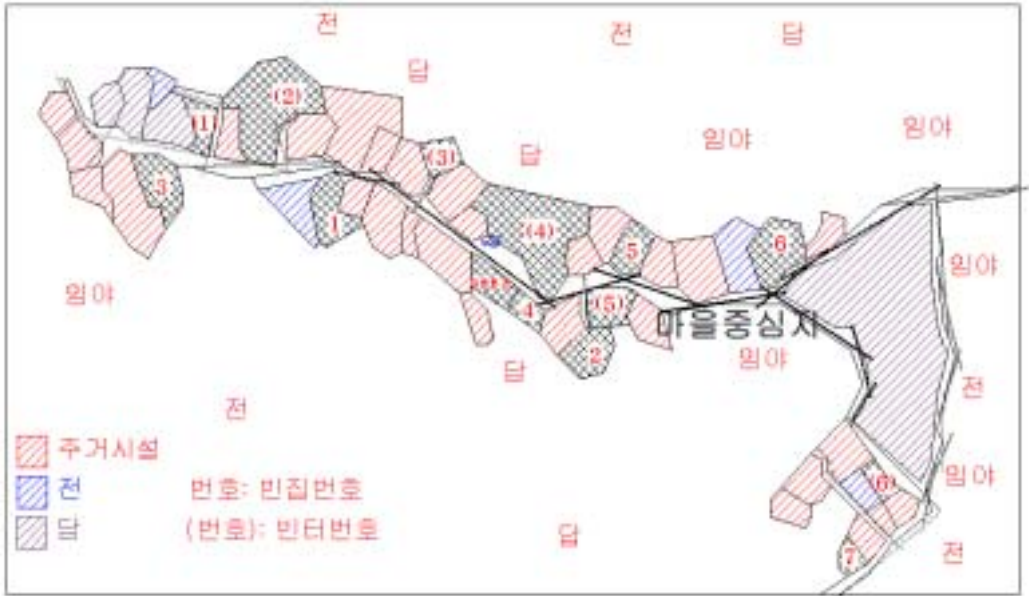 전
전
답
답
(2)
(1)
임야
임야
(3)
답
3
1
(4)
5
6
임야
임야
4
(5)
마을중심지
2
임야
답
전
전
주거시설
(6)
임야
전
번호: 빈집번호
답
(번호): 빈터번호
답
7
전